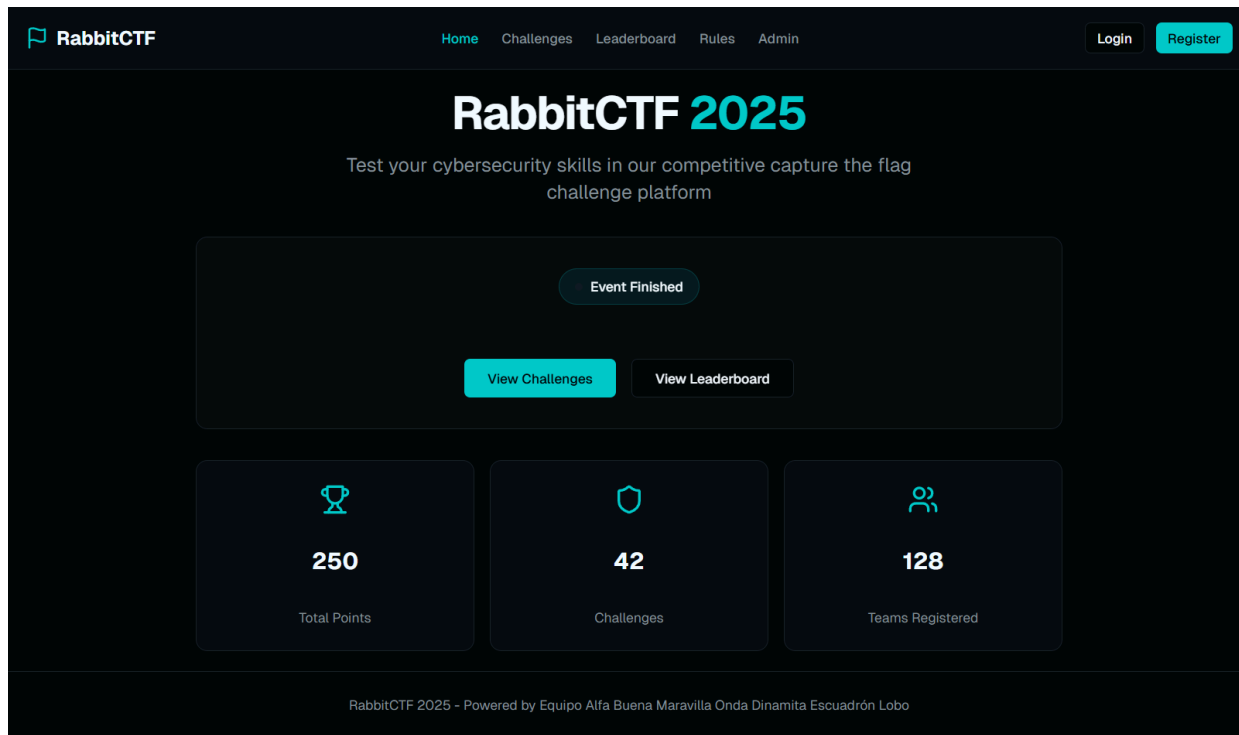 RabbitCTF
Home Challenges Leaderboard Rules Admin
Login Register
RabbitCTF 2025
Test your cybersecurity skills in our competitive capture the flag
challenge platform
Event Finished
View Challenges View Leaderboard
250
Total Points
42
Challenges
128
Teams Registered
RabbitCTF 2025 - Powered by Equipo Alfa Buena Maravilla Onda Dinamita Escuadrón Lobo